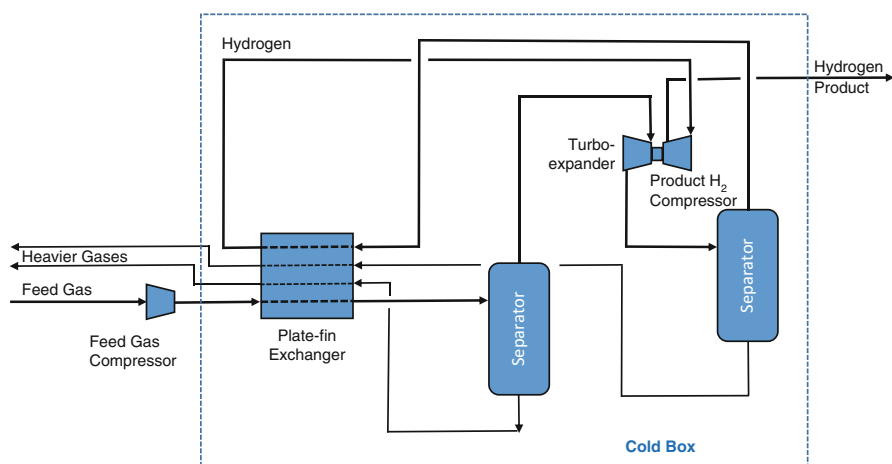 Hydrogen
Hydrogen
Product
Turbo-
expander
Product H₂
Compressor
Heavier Gases
Feed Gas
Feed Gas
Compressor
Plate-fin
Exchanger
Separator
Separator
Cold Box